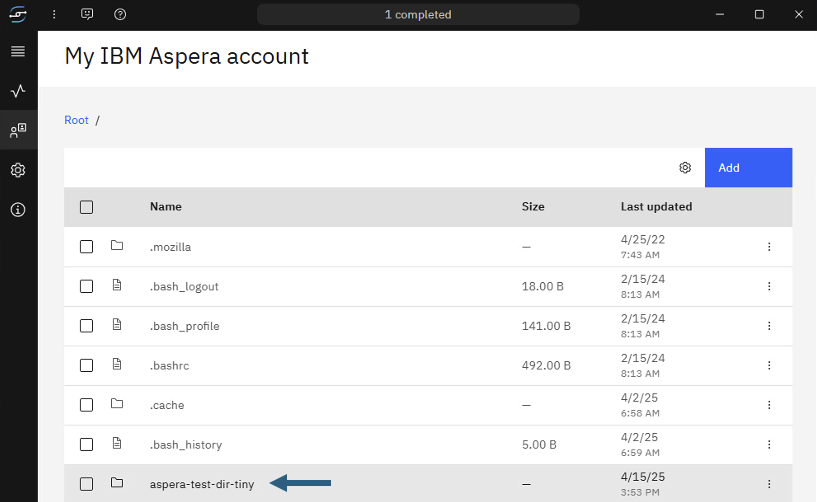 1 completed
My IBM Aspera account
Root /
Add
Name Size Last updated
.mozilla — 4/25/22
7:43 AM
.bash_logout 18.00 B 2/15/24
8:13 AM
.bash_profile 141.00 B 2/15/24
8:13 AM
.bashrc 492.00 B 2/15/24
8:13 AM
.cache — 4/2/25
6:58 AM
.bash_history 5.00 B 4/2/25
6:59 AM
aspera-test-dir-tiny — 4/15/25
3:53 PM